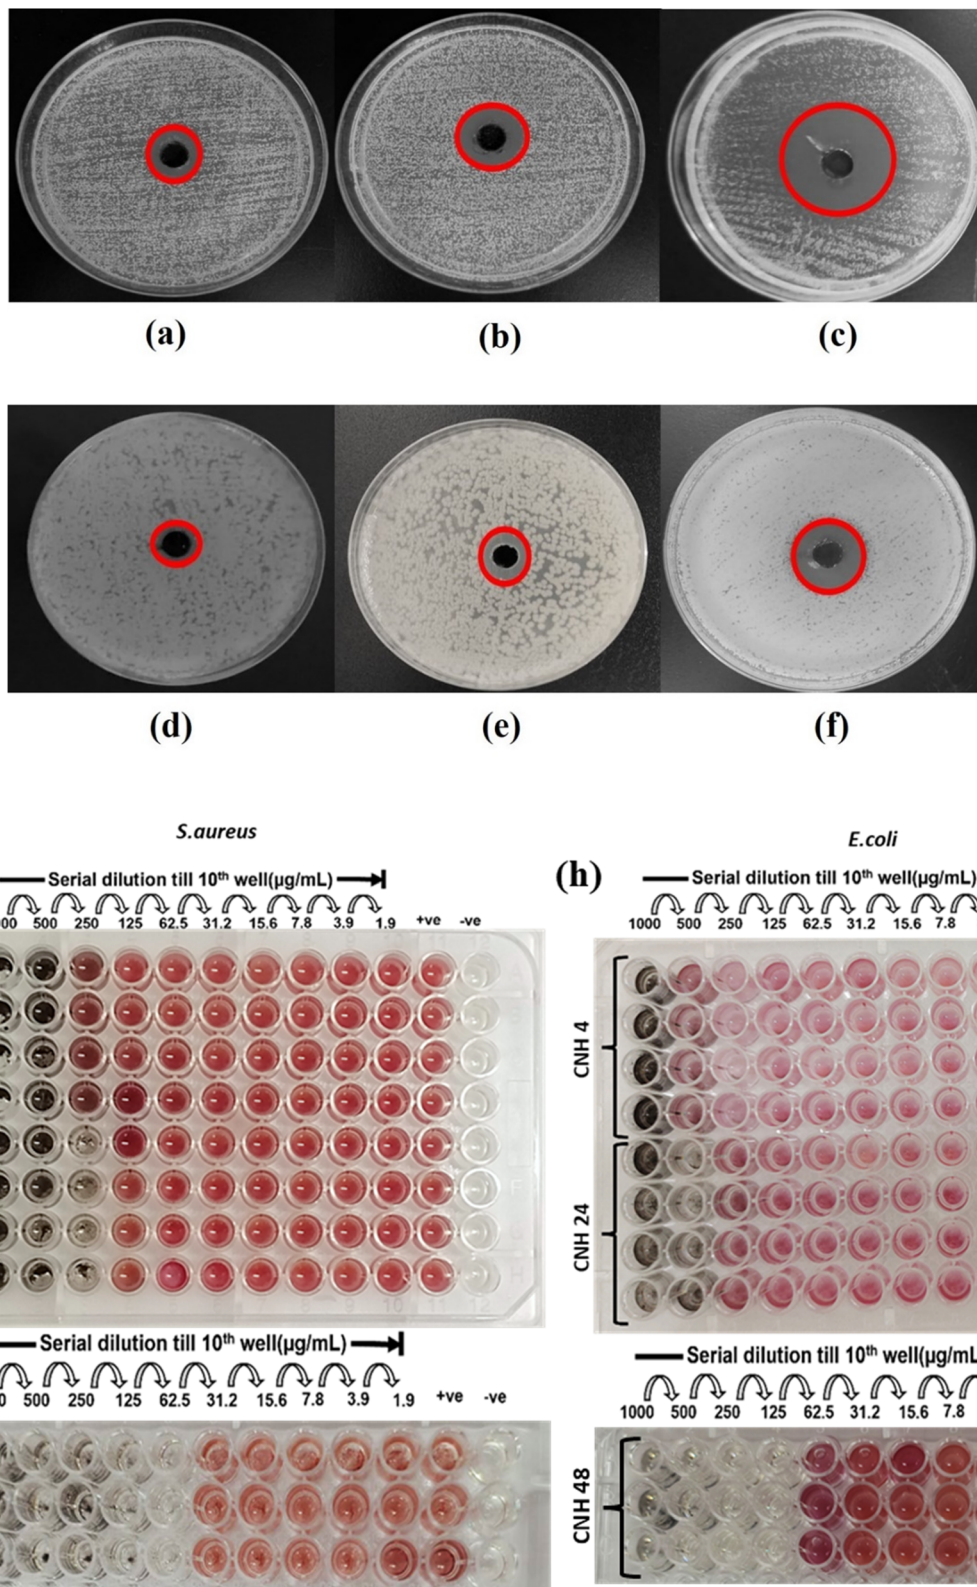 (a) (b) (c)
(d) (e) (f)
S.aureus
Serial dilution till 10th well(µg/mL)
500 250 125 62.5 31.2 15.6 7.8 3.9 1.9 +ve -ve
(h)
E.coli
Serial dilution till 10th well(µg/mL)
1000 500 250 125 62.5 31.2 15.6 7.8
CNH 4
CNH 24
Serial dilution till 10th well(µg/mL)
500 250 125 62.5 31.2 15.6 7.8 3.9 1.9 +ve -ve
Serial dilution till 10th well(µg/mL
1000 500 250 125 62.5 31.2 15.6 7.8
CNH 48